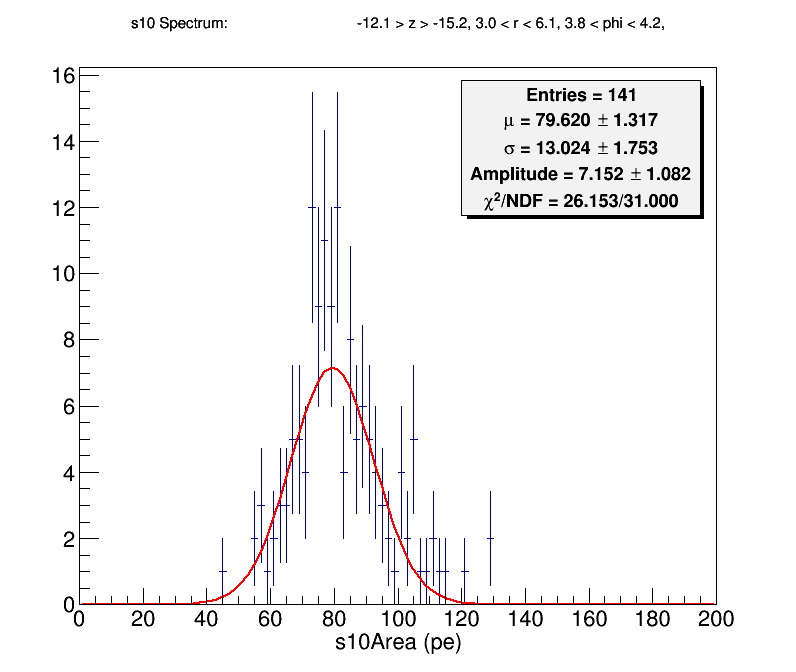 s10 Spectrum: -12.1 > z > -15.2, 3.0 < r < 6.1, 3.8 < phi < 4.2,
Entries = 141
μ = 79.620 ± 1.317
σ = 13.024 ± 1.753
Amplitude = 7.152 ± 1.082
χ²/NDF = 26.153/31.000
16
14
12
10
8
6
4
2
0
0 20 40 60 80 100 120 140 160 180 200
s10Area (pe)